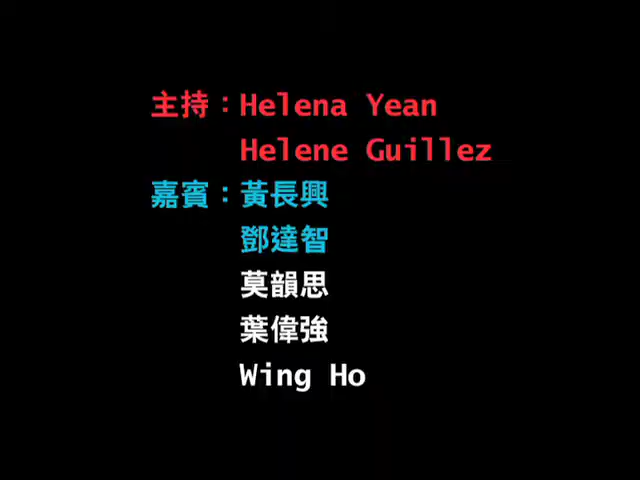 主持：Helena Yean
Helene Guillez
嘉賓：黃長興
鄧達智
莫韻思
葉偉強
Wing Ho